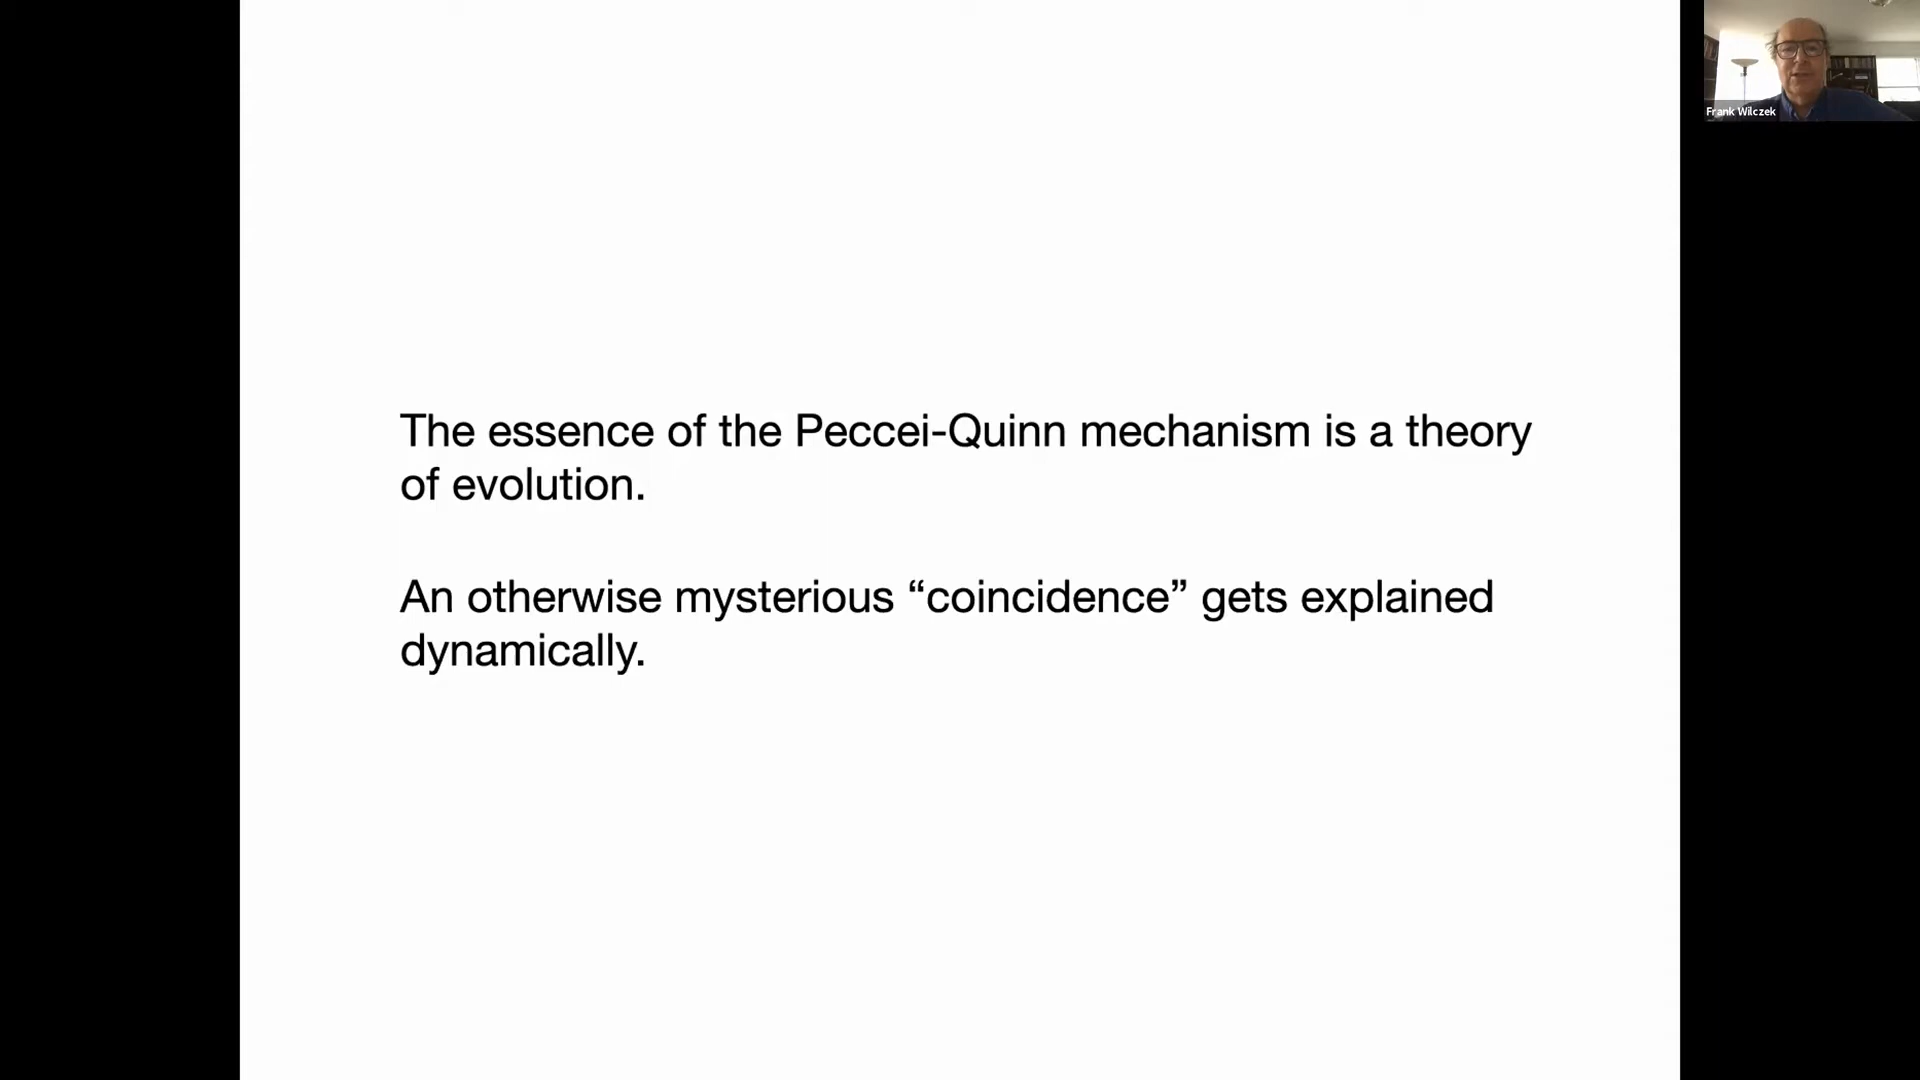 Frank Wilczek
The essence of the Peccei-Quinn mechanism is a theory
of evolution.
An otherwise mysterious “coincidence” gets explained
dynamically.